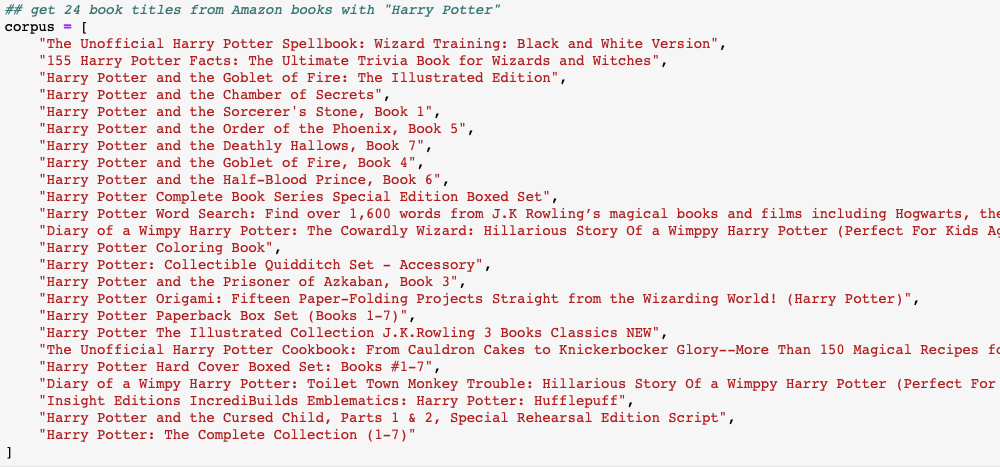 ## get 24 book titles from Amazon books with "Harry Potter"
corpus = [
"The Unofficial Harry Potter Spellbook: Wizard Training: Black and White Version",
"155 Harry Potter Facts: The Ultimate Trivia Book for Wizards and Witches",
"Harry Potter and the Goblet of Fire: The Illustrated Edition",
"Harry Potter and the Chamber of Secrets",
"Harry Potter and the Sorcerer's Stone, Book 1",
"Harry Potter and the Order of the Phoenix, Book 5",
"Harry Potter and the Deathly Hallows, Book 7",
"Harry Potter and the Goblet of Fire, Book 4",
"Harry Potter and the Half-Blood Prince, Book 6",
"Harry Potter Complete Book Series Special Edition Boxed Set",
"Harry Potter Word Search: Find over 1,600 words from J.K Rowling’s magical books and films including Hogwarts, the
"Diary of a Wimpy Harry Potter: The Cowardly Wizard: Hillarious Story Of a Wimppy Harry Potter (Perfect For Kids Ag
"Harry Potter Coloring Book",
"Harry Potter: Collectible Quidditch Set - Accessory",
"Harry Potter and the Prisoner of Azkaban, Book 3",
"Harry Potter Origami: Fifteen Paper-Folding Projects Straight from the Wizarding World! (Harry Potter)",
"Harry Potter Paperback Box Set (Books 1-7)",
"Harry Potter The Illustrated Collection J.K.Rowling 3 Books Classics NEW",
"The Unofficial Harry Potter Cookbook: From Cauldron Cakes to Knickerbocker Glory--More Than 150 Magical Recipes fo
"Harry Potter Hard Cover Boxed Set: Books #1-7",
"Diary of a Wimpy Harry Potter: Toilet Town Monkey Trouble: Hillarious Story Of a Wimppy Harry Potter (Perfect For
"Insight Editions IncrediBuilds Emblematics: Harry Potter: Hufflepuff",
"Harry Potter and the Cursed Child, Parts 1 & 2, Special Rehearsal Edition Script",
"Harry Potter: The Complete Collection (1-7)"
]